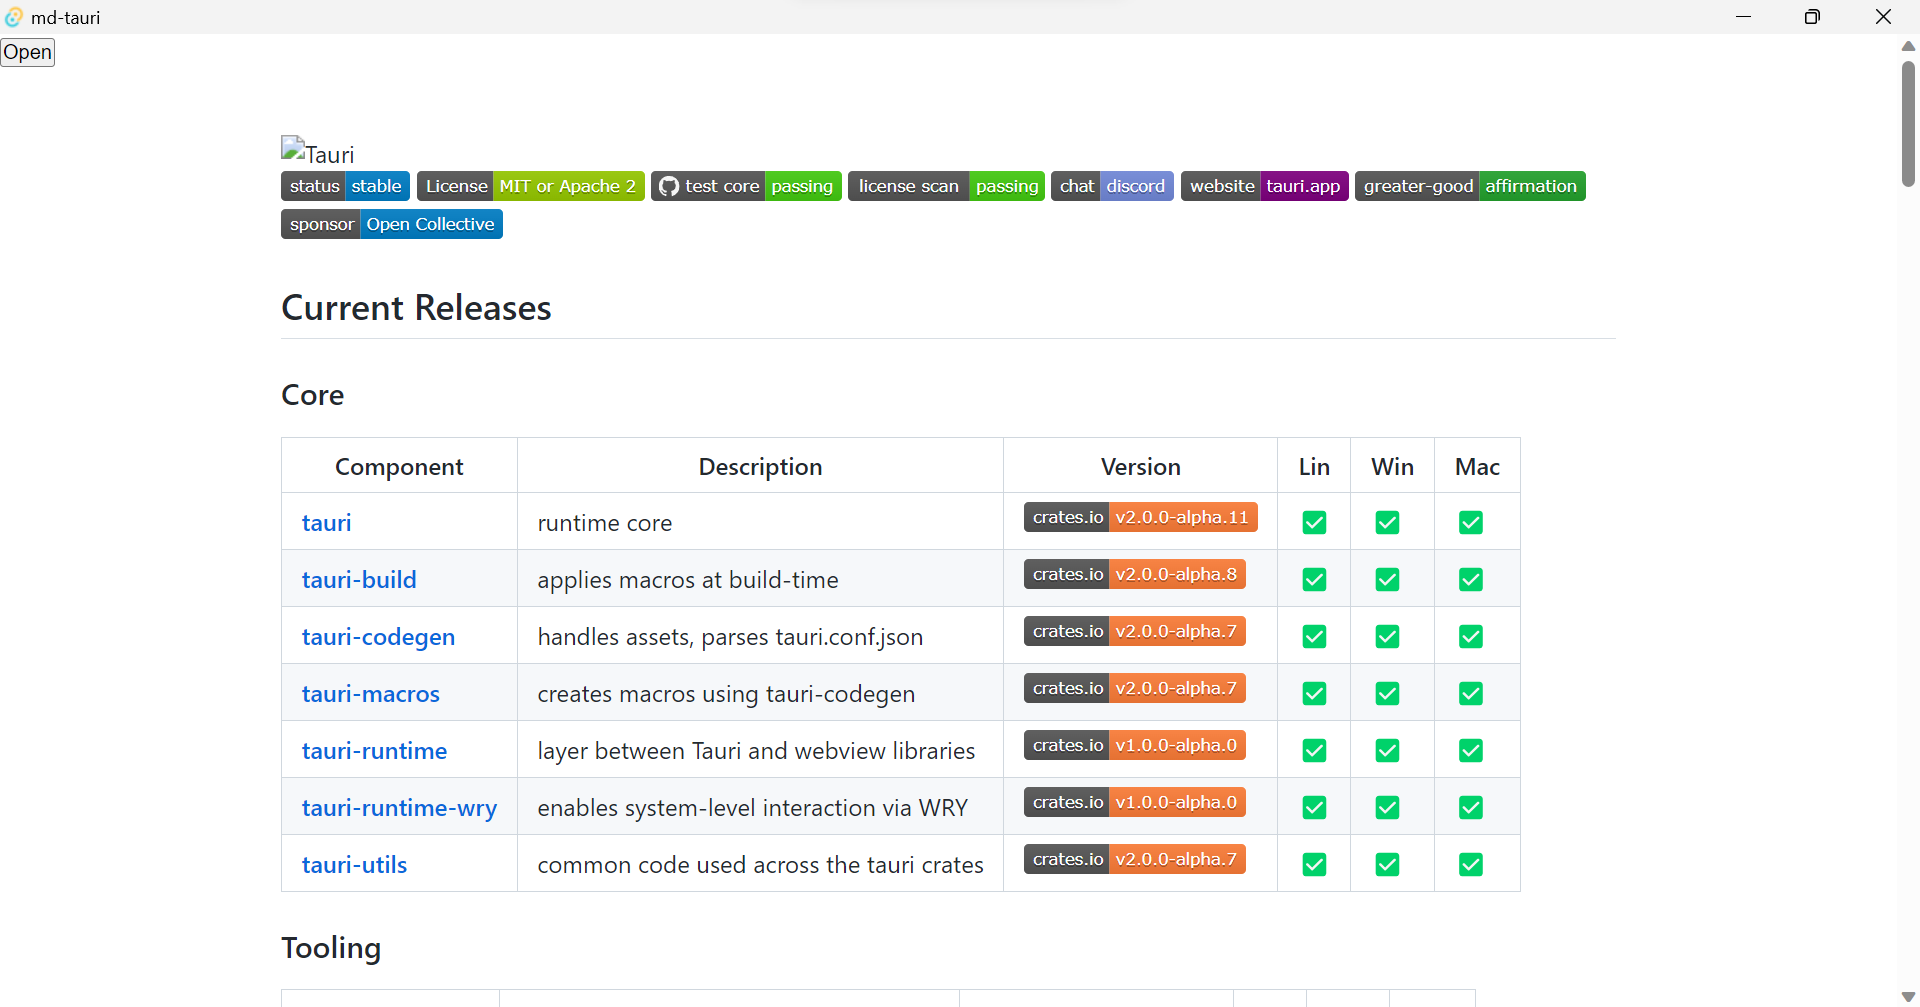 md-tauri
Open
Tauri
status stable License MIT or Apache 2 test core passing license scan passing chat discord website tauri.app greater-good affirmation
sponsor Open Collective
Current Releases
Core
Component Description Version Lin Win Mac
tauri runtime core crates.io v2.0.0-alpha.11
tauri-build applies macros at build-time crates.io v2.0.0-alpha.8
tauri-codegen handles assets, parses tauri.conf.json crates.io v2.0.0-alpha.7
tauri-macros creates macros using tauri-codegen crates.io v2.0.0-alpha.7
tauri-runtime layer between Tauri and webview libraries crates.io v1.0.0-alpha.0
tauri-runtime-wry enables system-level interaction via WRY crates.io v1.0.0-alpha.0
tauri-utils common code used across the tauri crates crates.io v2.0.0-alpha.7
Tooling